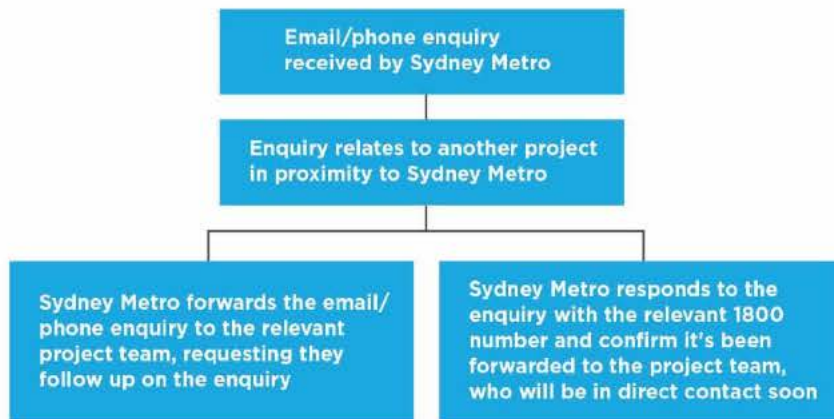 Email/phone enquiry
received by Sydney Metro
Enquiry relates to another project
in proximity to Sydney Metro
Sydney Metro forwards the email/
phone enquiry to the relevant
project team, requesting they
follow up on the enquiry
Sydney Metro responds to the
enquiry with the relevant 1800
number and confirm it's been
forwarded to the project team,
who will be in direct contact soon